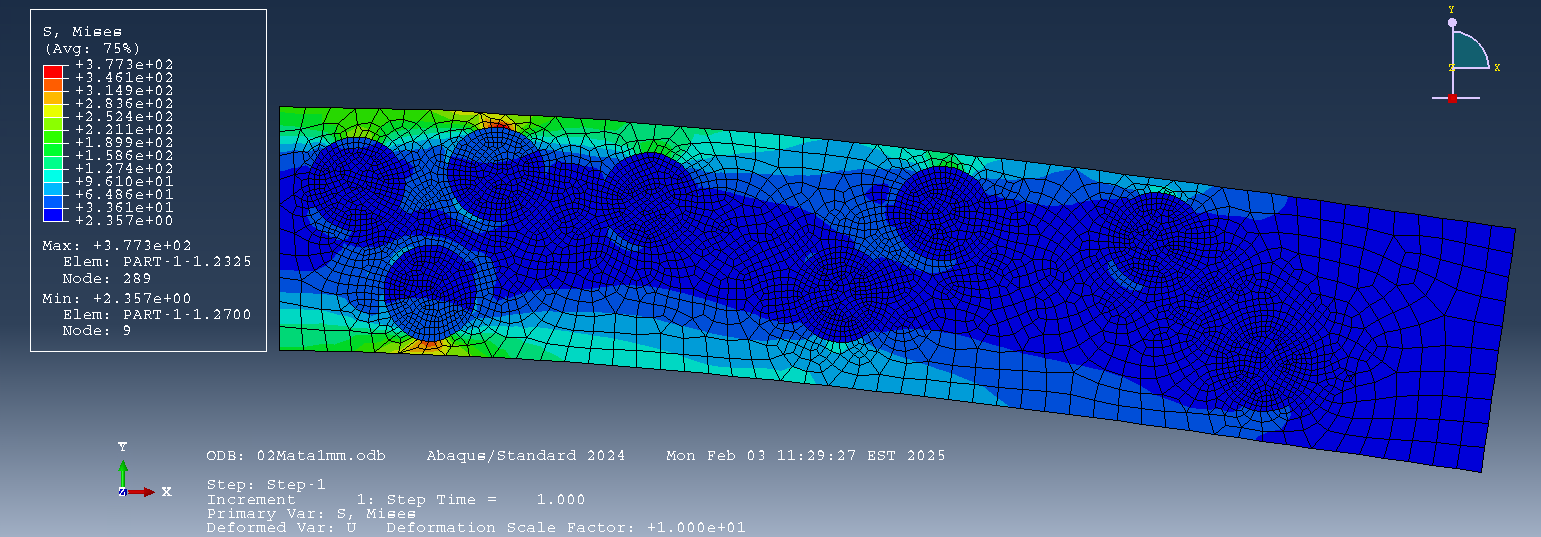 S, Mises
(Avg: 75%)
+3.773e+02
+3.461e+02
+3.149e+02
+2.836e+02
+2.524e+02
+2.211e+02
+1.899e+02
+1.586e+02
+1.274e+02
+9.610e+01
+6.486e+01
+3.361e+01
+2.357e+00
Max: +3.773e+02
Elem: PART-1-1.2325
Node: 289
Min: +2.357e+00
Elem: PART-1-1.2700
Node: 9
Y
Z
X
Y
Z
X
ODB: 02Mata1mm.odb Abaqus/Standard 2024 Mon Feb 03 11:29:27 EST 2025
Step: Step-1
Increment 1: Step Time = 1.000
Primary Var: S, Mises
Deformed Var: U Deformation Scale Factor: +1.000e+01